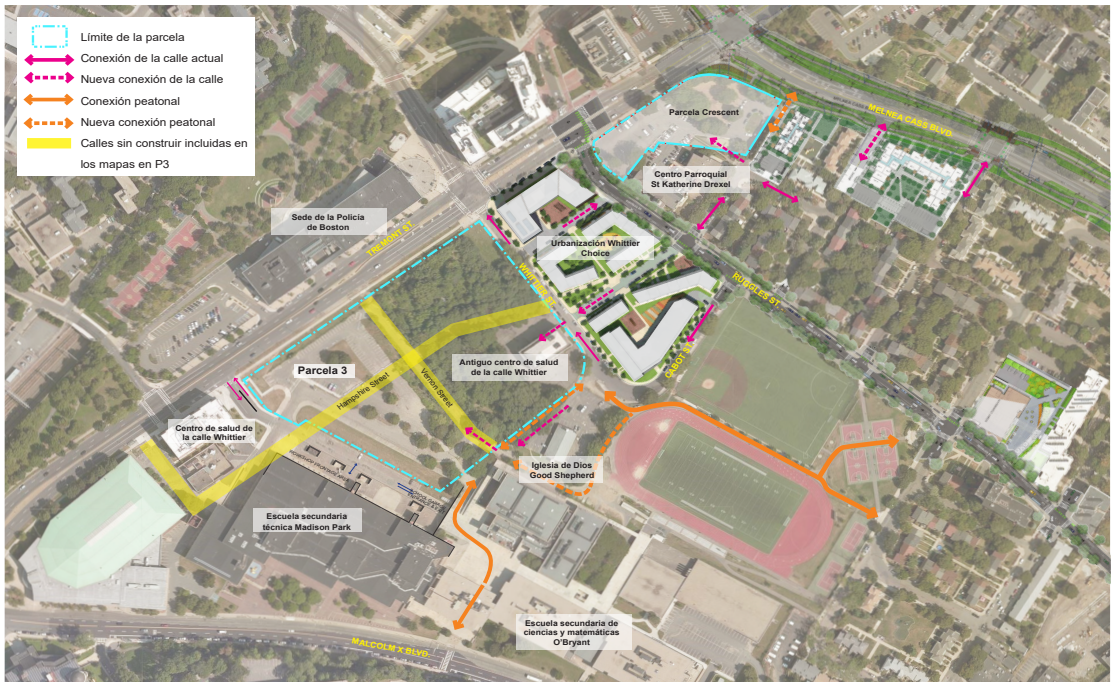 Límite de la parcela
Conexión de la calle actual
Nueva conexión de la calle
Conexión peatonal
Nueva conexión peatonal
Calles sin construir incluidas en
los mapas en P3
Parcela Crescent
MELNEA CASS BLVD
Centro Parroquial
St Katherine Drexel
Sede de la Policía
de Boston
TREMONT ST.
Urbanización Whittier
Choice
WHITTIER ST.
RUGGLES ST.
CABOT ST.
Antiguo centro de salud
de la calle Whittier
Parcela 3
Hampshire Street
Vernon Street
Centro de salud de
la calle Whittier
Iglesia de Dios
Good Shepherd
Escuela secundaria
técnica Madison Park
Escuela secundaria de
ciencias y matemáticas
O'Bryant
MALCOLM X BLVD.